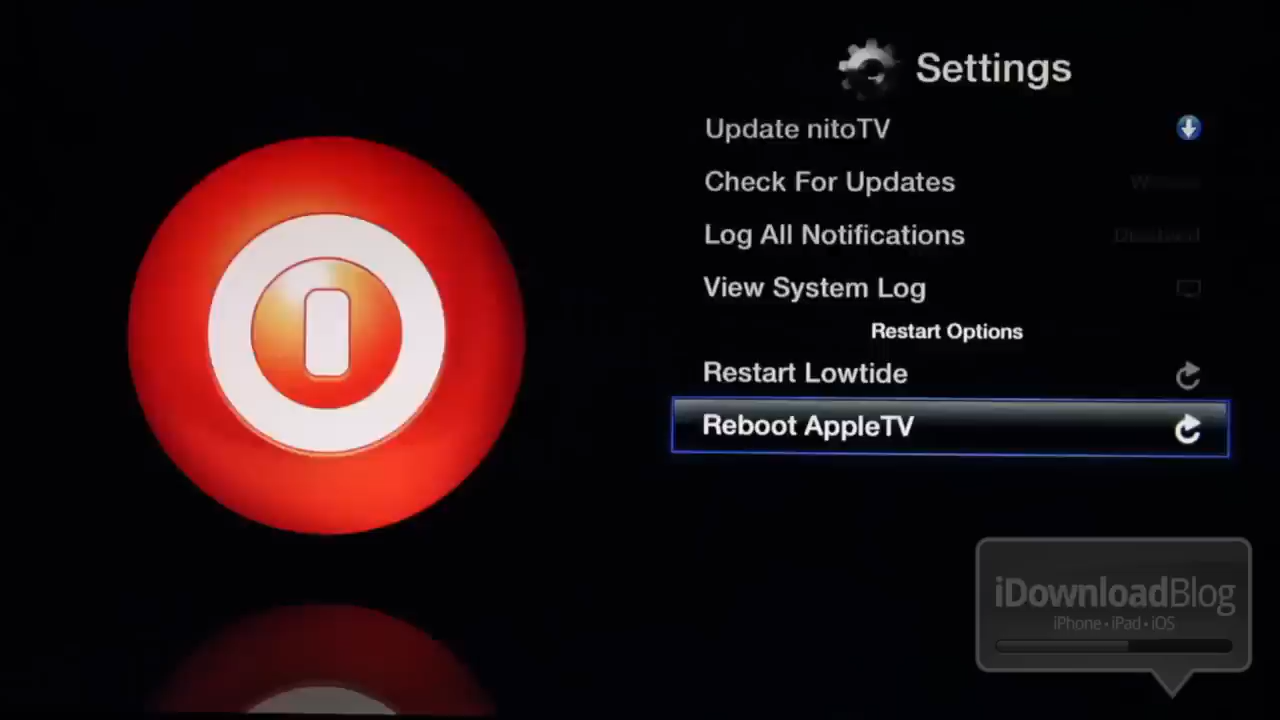 Settings
Update nitoTV
Check For Updates
Log All Notifications
Disabled
View System Log
Restart Options
Restart Lowtide
Reboot AppleTV
iDownloadBlog
iPhone • iPad • iOS